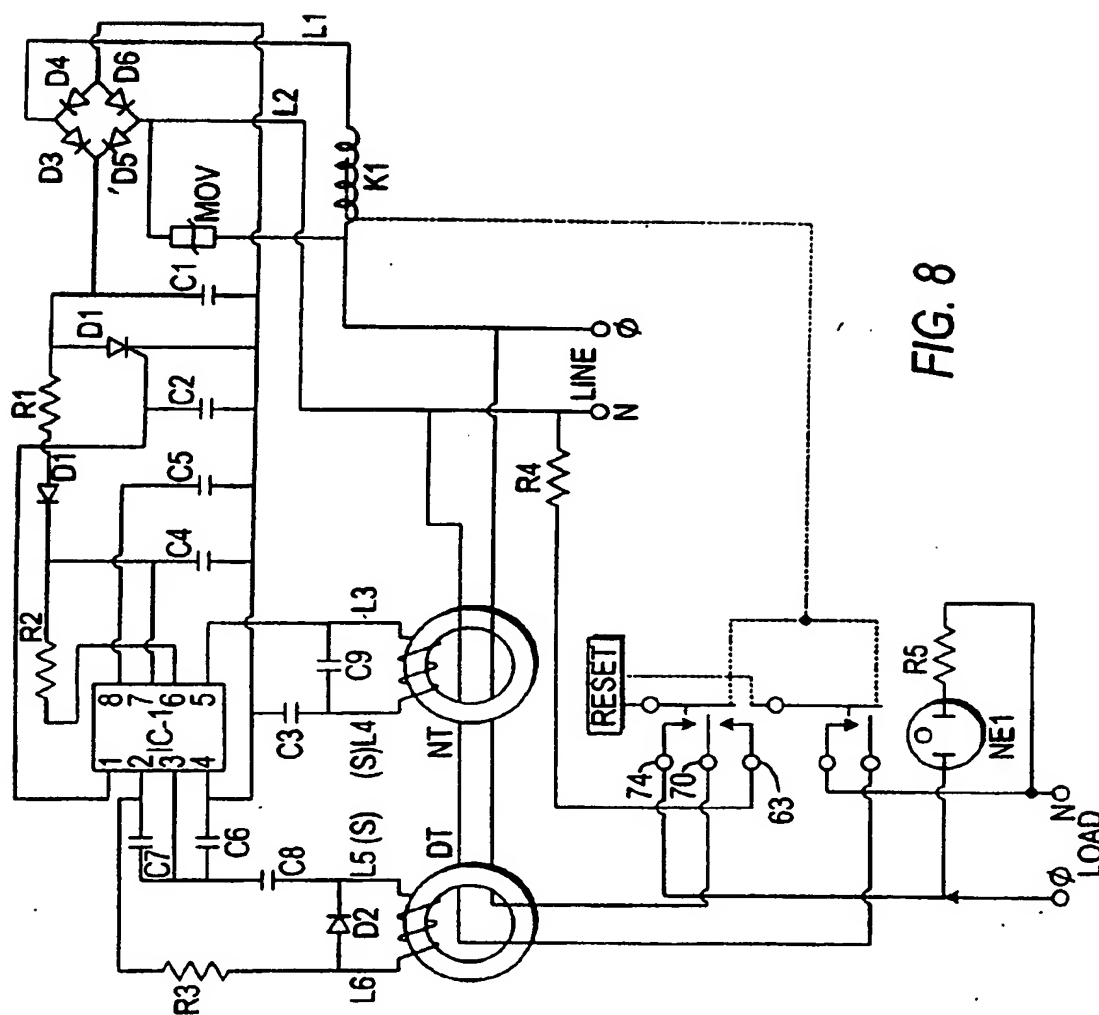 D4
D6
L1
D3
'D5
L2
MOV
K1
C1
D1
R1
C2
D1
C5
C4
R2
8
7
6
5
IC-1
1
2
3
4
L3
C9
C3
(S)L4
NT
C7
C6
C8
L5 (S)
D2
DT
R3
L6
LINE
Φ
N
R4
RESET
74
70
63
R5
NE1
N
Φ
LOAD
FIG. 8